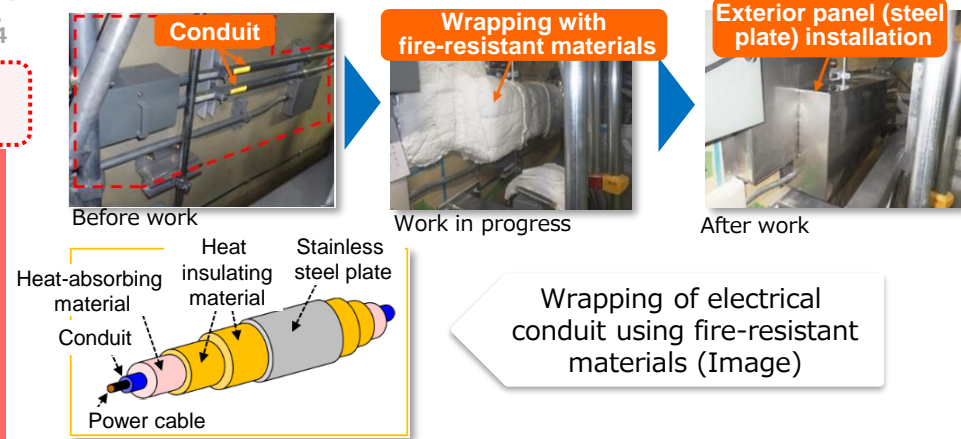 4
Conduit
Wrapping with
fire-resistant materials
Exterior panel (steel
plate) installation
Before work
Work in progress
After work
Heat-absorbing
material
Heat
insulating
material
Stainless
steel plate
Conduit
Power cable
Wrapping of electrical
conduit using fire-resistant
materials (Image)